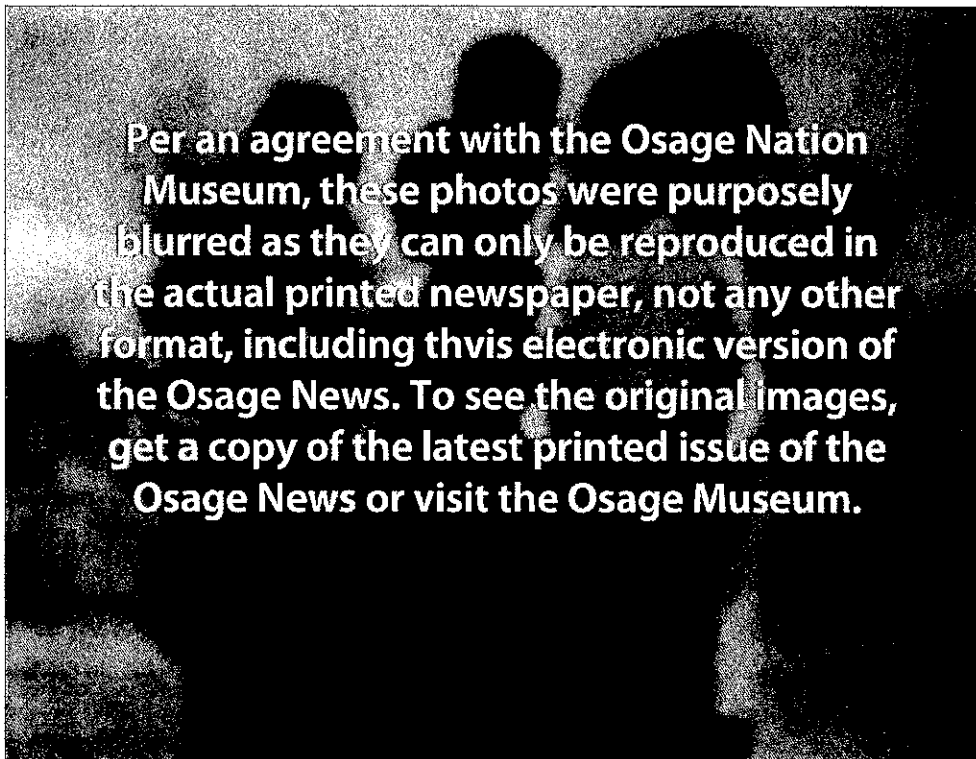 Per an agreement with the Osage Nation
Museum, these photos were purposely
blurred as they can only be reproduced in
the actual printed newspaper, not any other
format, including thvis electronic version of
the Osage News. To see the original images,
get a copy of the latest printed issue of the
Osage News or visit the Osage Museum.